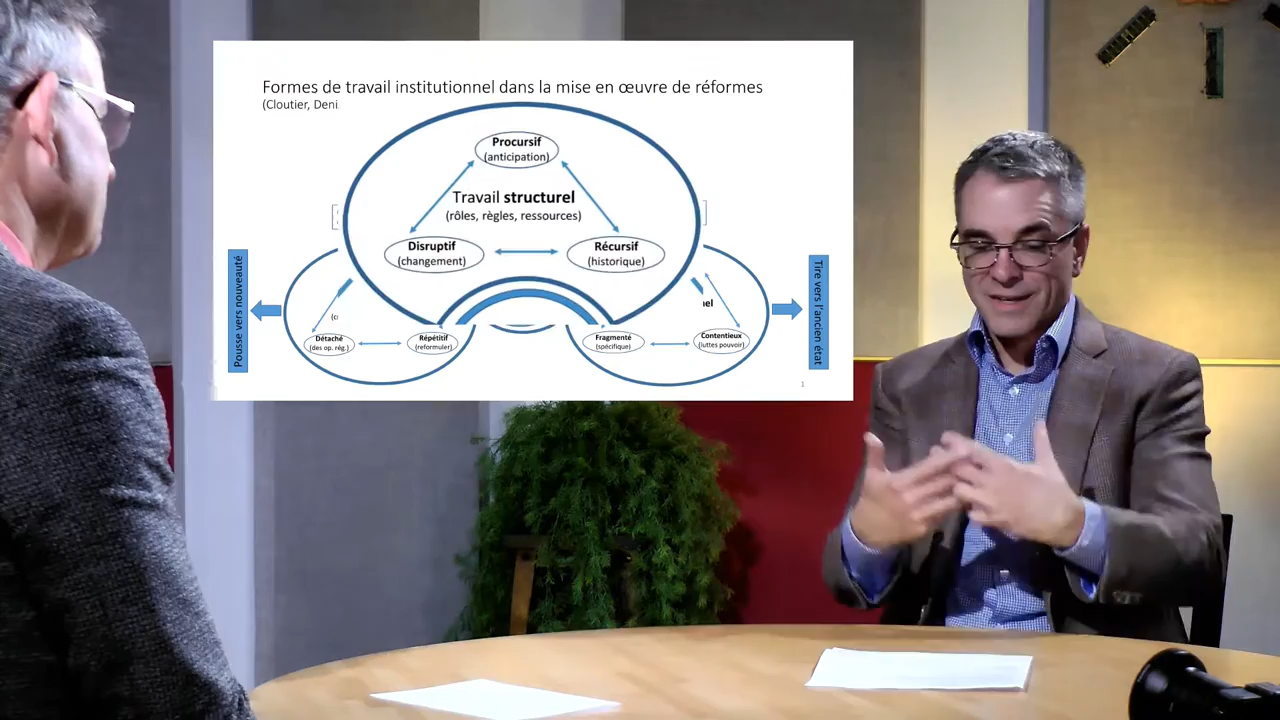 Formes de travail institutionnel dans la mise en œuvre de réformes
(Cloutier, Deni
Procursif
(anticipation)
Travail structurel
(rôles, règles, ressources)
Disruptif
(changement)
Récursif
(historique)
Pousse vers nouveauté
Tire vers l'ancien état
nel
(c
Détaché
(des op. rég.)
Répétitif
(reformuler)
Fragmenté
(spécifique)
Contentieux
(luttes pouvoir)
1